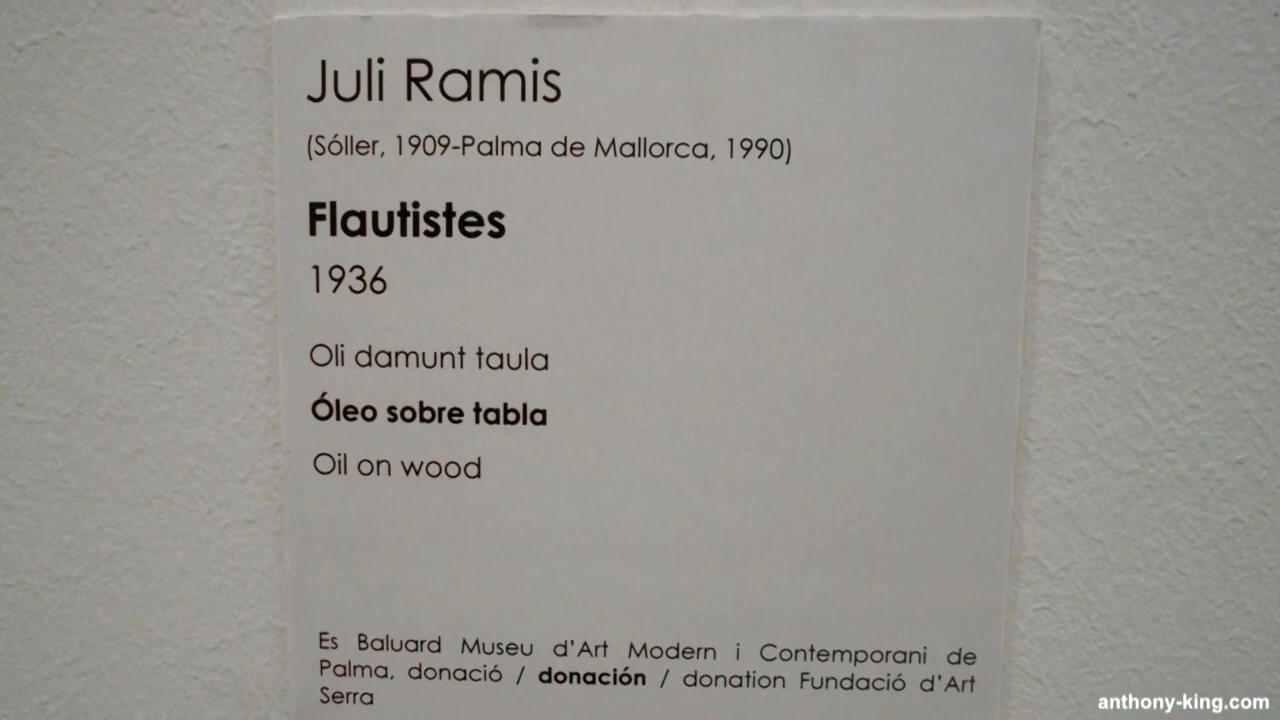 Juli Ramis
(Sóller, 1909-Palma de Mallorca, 1990)
Flautistes
1936
Oli damunt taula
Óleo sobre tabla
Oil on wood
Es Baluard Museu d'Art Modern i Contemporani de
Palma, donació / donación / donation Fundació d'Art
Serra
anthony-king.com